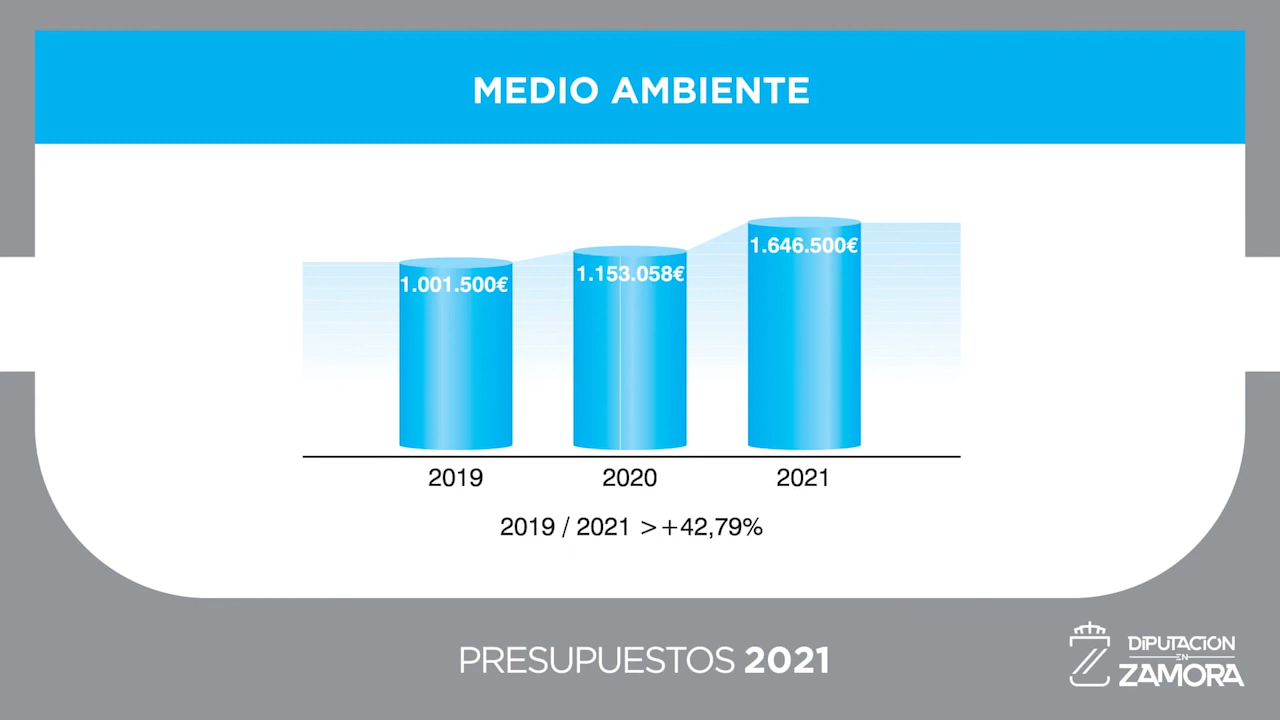 MEDIO AMBIENTE
1.001.500€
1.153.058€
1.646.500€
2019
2020
2021
2019 / 2021 >+42,79%
PRESUPUESTOS 2021
DIPUTACION
EN
ZAMORA